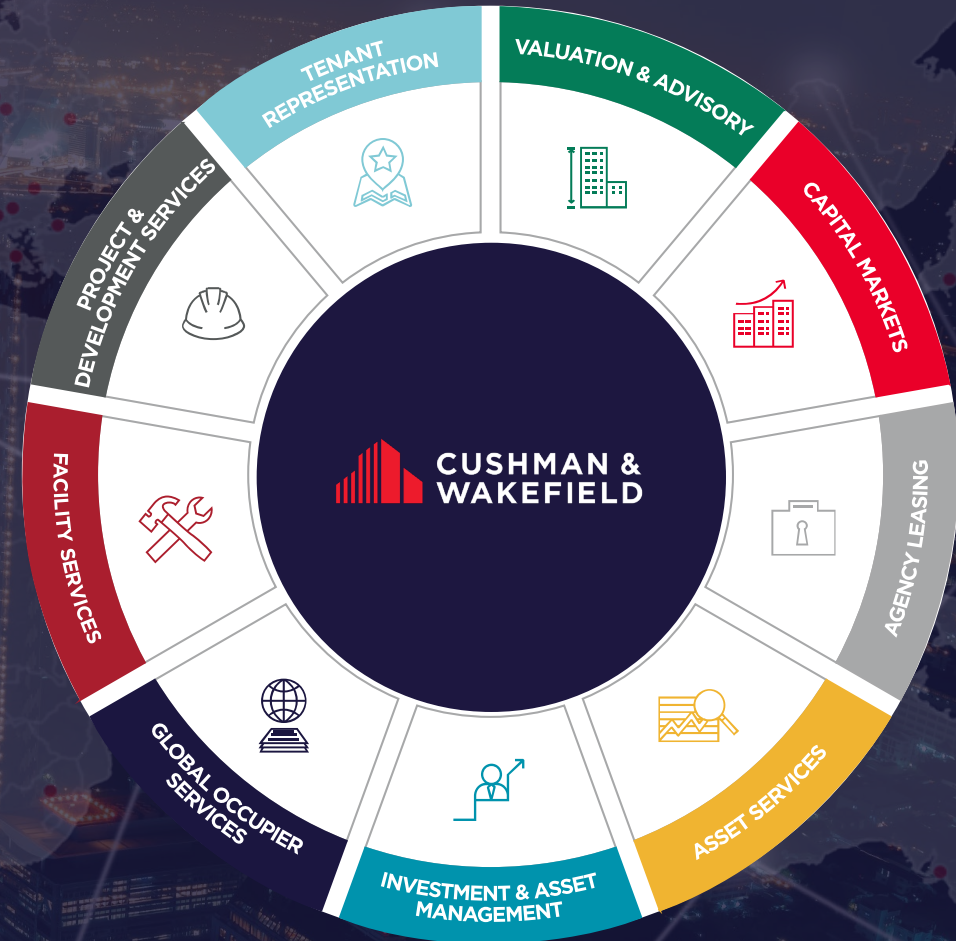 TENANT
REPRESENTATION
VALUATION & ADVISORY
CAPITAL MARKETS
AGENCY LEASING
ASSET SERVICES
INVESTMENT & ASSET
MANAGEMENT
GLOBAL OCCUPIER
SERVICES
FACILITY SERVICES
PROJECT &
DEVELOPMENT SERVICES
CUSHMAN &
WAKEFIELD